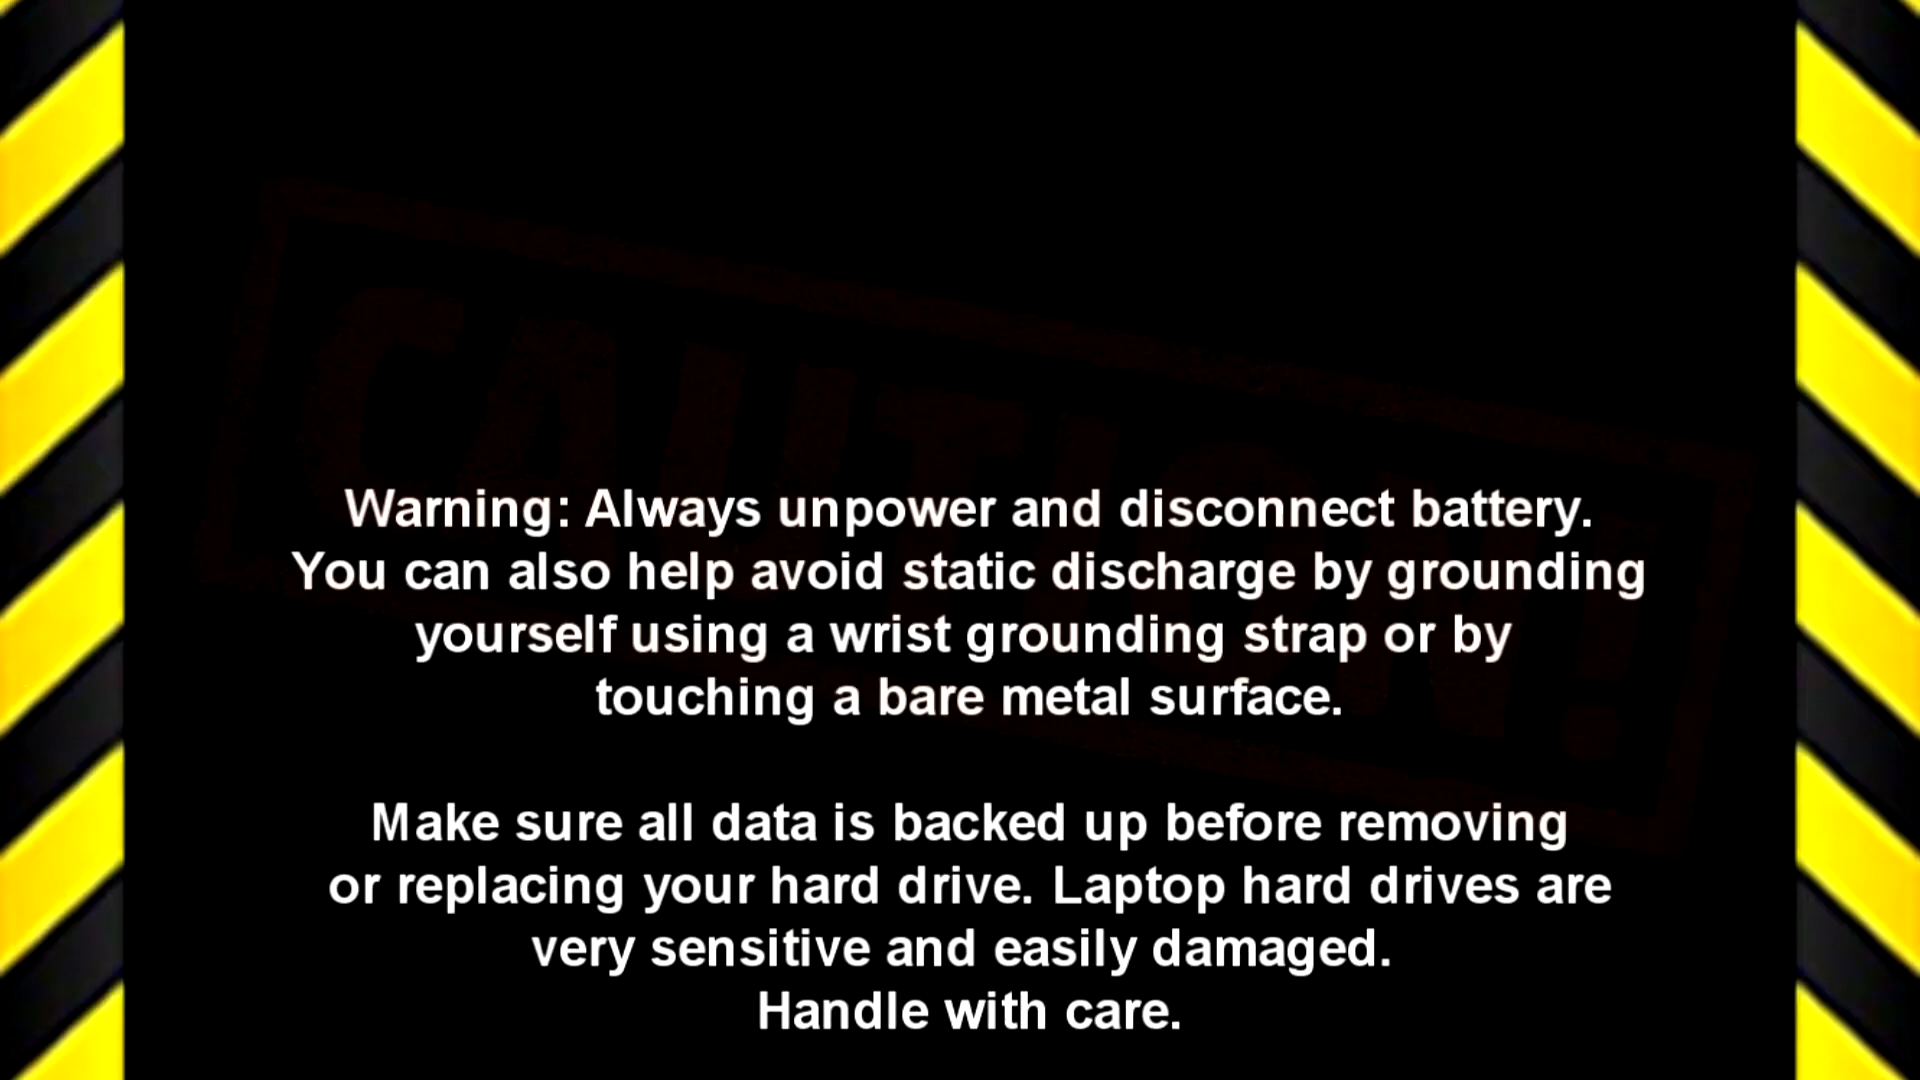 CAUTION!
Warning: Always unpower and disconnect battery.
You can also help avoid static discharge by grounding
yourself using a wrist grounding strap or by
touching a bare metal surface.
Make sure all data is backed up before removing
or replacing your hard drive. Laptop hard drives are
very sensitive and easily damaged.
Handle with care.